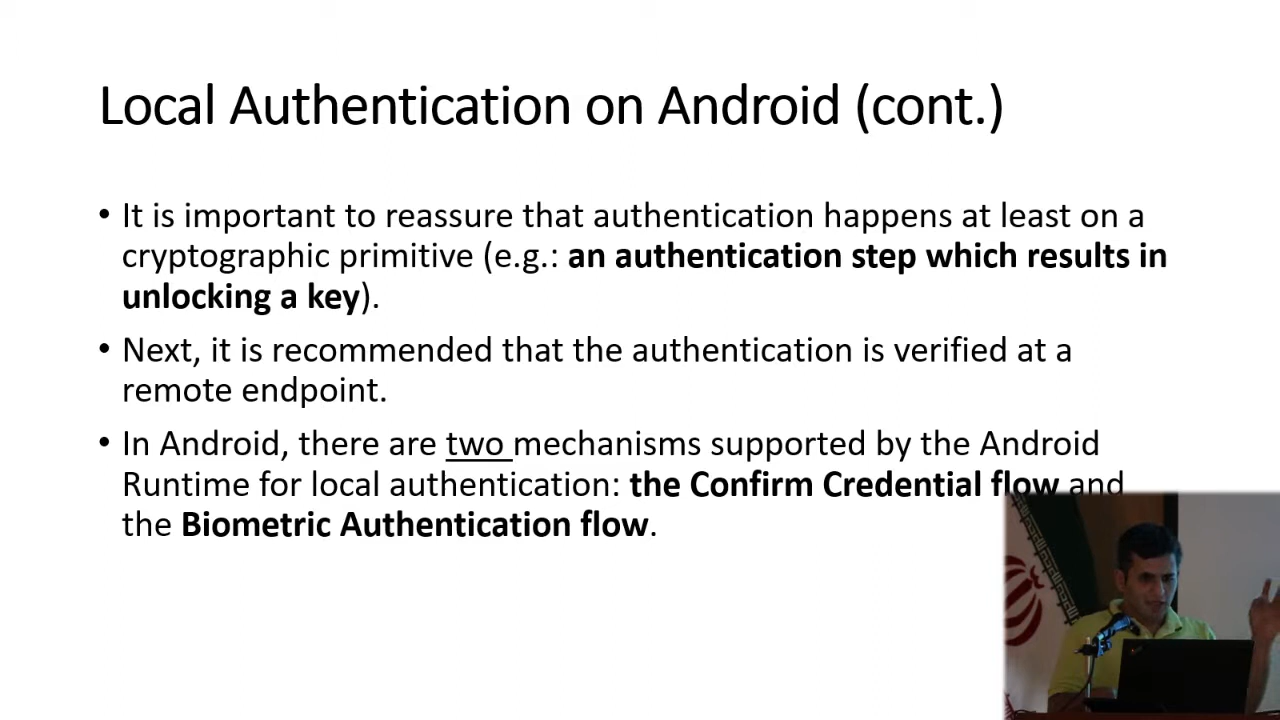 Local Authentication on Android (cont.)
• It is important to reassure that authentication happens at least on a
cryptographic primitive (e.g.: an authentication step which results in
unlocking a key).
• Next, it is recommended that the authentication is verified at a
remote endpoint.
• In Android, there are two mechanisms supported by the Android
Runtime for local authentication: the Confirm Credential flow and
the Biometric Authentication flow.